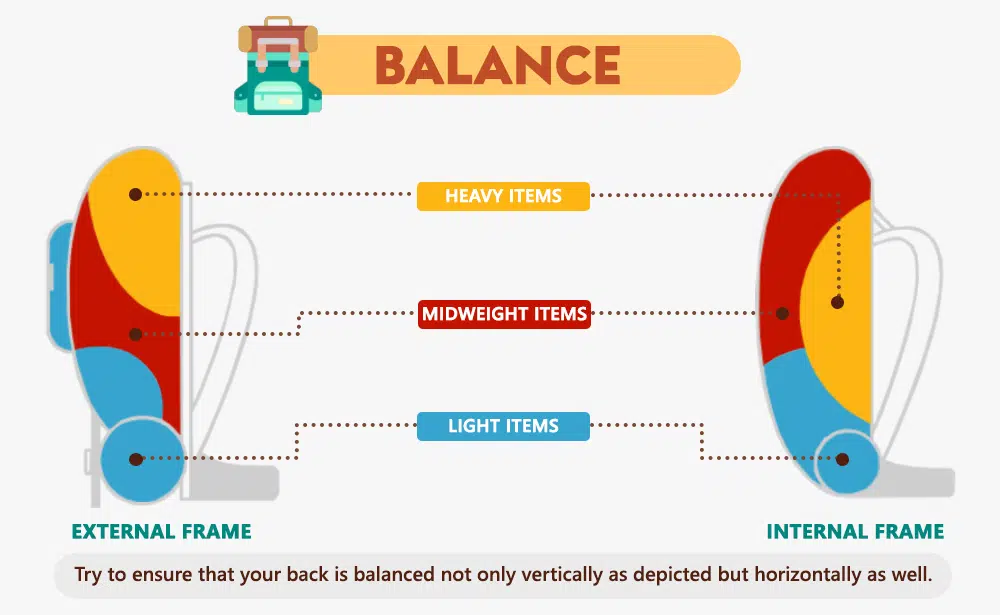 BALANCE
HEAVY ITEMS
MIDWEIGHT ITEMS
LIGHT ITEMS
EXTERNAL FRAME
INTERNAL FRAME
Try to ensure that your back is balanced not only vertically as depicted but horizontally as well.